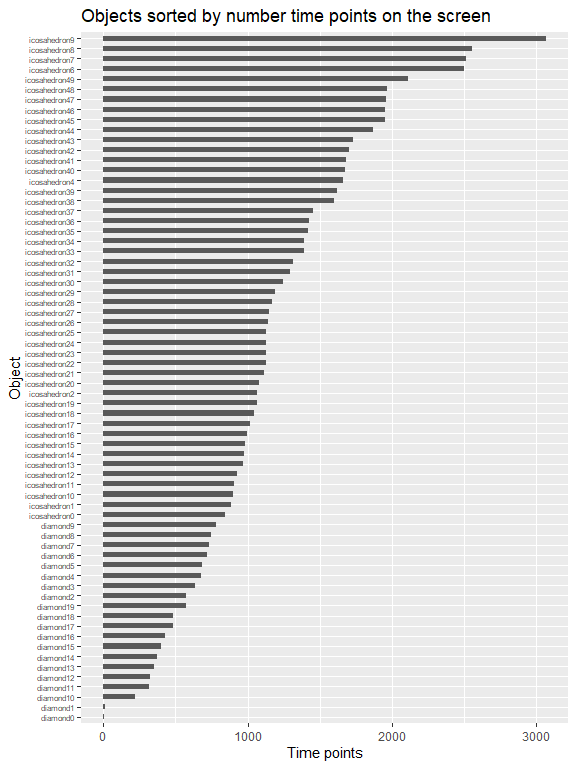 Objects sorted by number time points on the screen
icosahedron9
icosahedron8
icosahedron7
icosahedron6
icosahedron49
icosahedron48
icosahedron47
icosahedron46
icosahedron45
icosahedron44
icosahedron43
icosahedron42
icosahedron41
icosahedron40
icosahedron4
icosahedron39
icosahedron38
icosahedron37
icosahedron36
icosahedron35
icosahedron34
icosahedron33
icosahedron32
icosahedron31
icosahedron30
icosahedron29
icosahedron28
icosahedron27
icosahedron26
icosahedron25
icosahedron24
icosahedron23
icosahedron22
icosahedron21
icosahedron20
icosahedron2
icosahedron19
icosahedron18
icosahedron17
icosahedron16
icosahedron15
icosahedron14
icosahedron13
icosahedron12
icosahedron11
icosahedron10
icosahedron1
icosahedron0
diamond9
diamond8
diamond7
diamond6
diamond5
diamond4
diamond3
diamond2
diamond19
diamond18
diamond17
diamond16
diamond15
diamond14
diamond13
diamond12
diamond11
diamond10
diamond1
diamond0
Object
0 1000 2000 3000
Time points